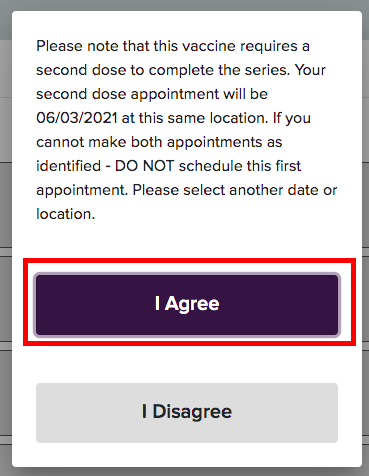 Please note that this vaccine requires a
second dose to complete the series. Your
second dose appointment will be
06/03/2021 at this same location. If you
cannot make both appointments as
identified - DO NOT schedule this first
appointment. Please select another date or
location.
I Agree
I Disagree